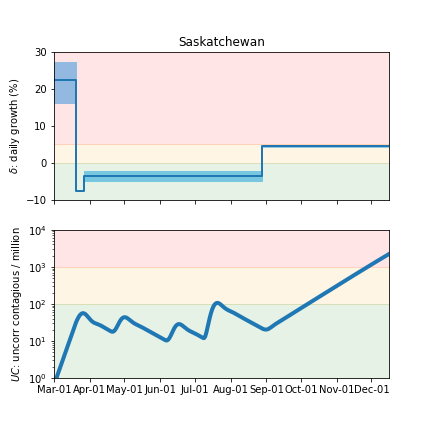 Saskatchewan
δ: daily growth (%)
30
20
10
0
−10
UC: uncorr contagious / million
10⁴
10³
10²
10¹
10⁰
Mar-01 Apr-01 May-01 Jun-01 Jul-01 Aug-01 Sep-01 Oct-01 Nov-01 Dec-01